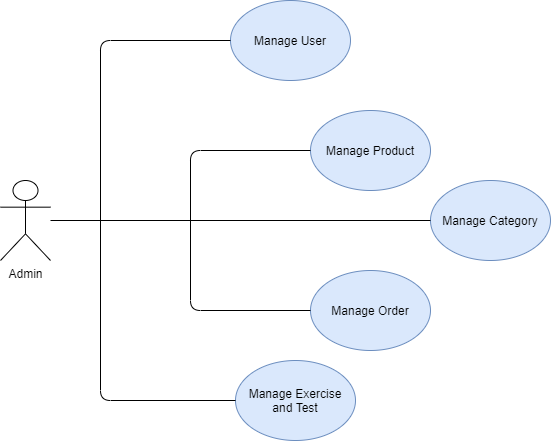 Manage User
Manage Product
Manage Category
Admin
Manage Order
Manage Exercise
and Test